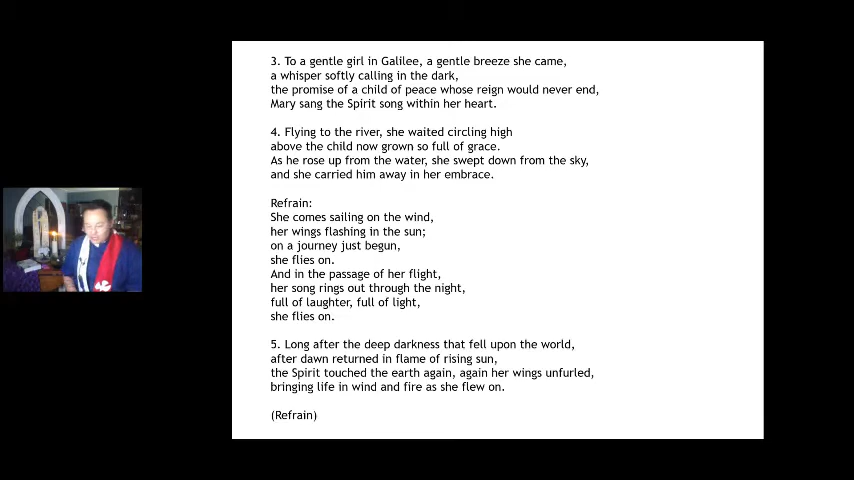 3. To a gentle girl in Galilee, a gentle breeze she came,
a whisper softly calling in the dark,
the promise of a child of peace whose reign would never end,
Mary sang the Spirit song within her heart.
4. Flying to the river, she waited circling high
above the child now grown so full of grace.
As he rose up from the water, she swept down from the sky,
and she carried him away in her embrace.
Refrain:
She comes sailing on the wind,
her wings flashing in the sun;
on a journey just begun,
she flies on.
And in the passage of her flight,
her song rings out through the night,
full of laughter, full of light,
she flies on.
5. Long after the deep darkness that fell upon the world,
after dawn returned in flame of rising sun,
the Spirit touched the earth again, again her wings unfurled,
bringing life in wind and fire as she flew on.
(Refrain)